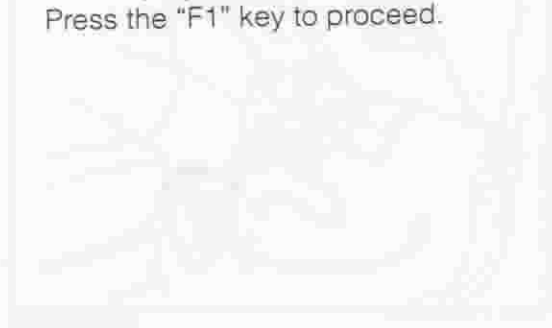 Press the “F1” key to proceed.